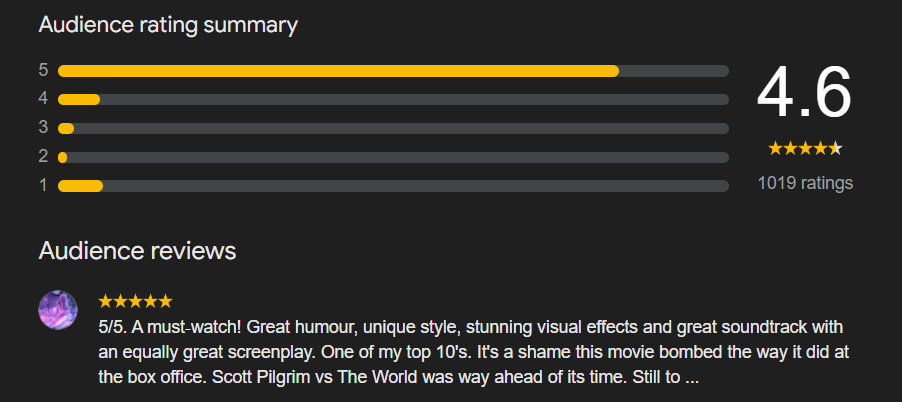 Audience rating summary
5
4
3
2
1
4.6
1019 ratings
Audience reviews
5/5. A must-watch! Great humour, unique style, stunning visual effects and great soundtrack with
an equally great screenplay. One of my top 10's. It's a shame this movie bombed the way it did at
the box office. Scott Pilgrim vs The World was way ahead of its time. Still to ...